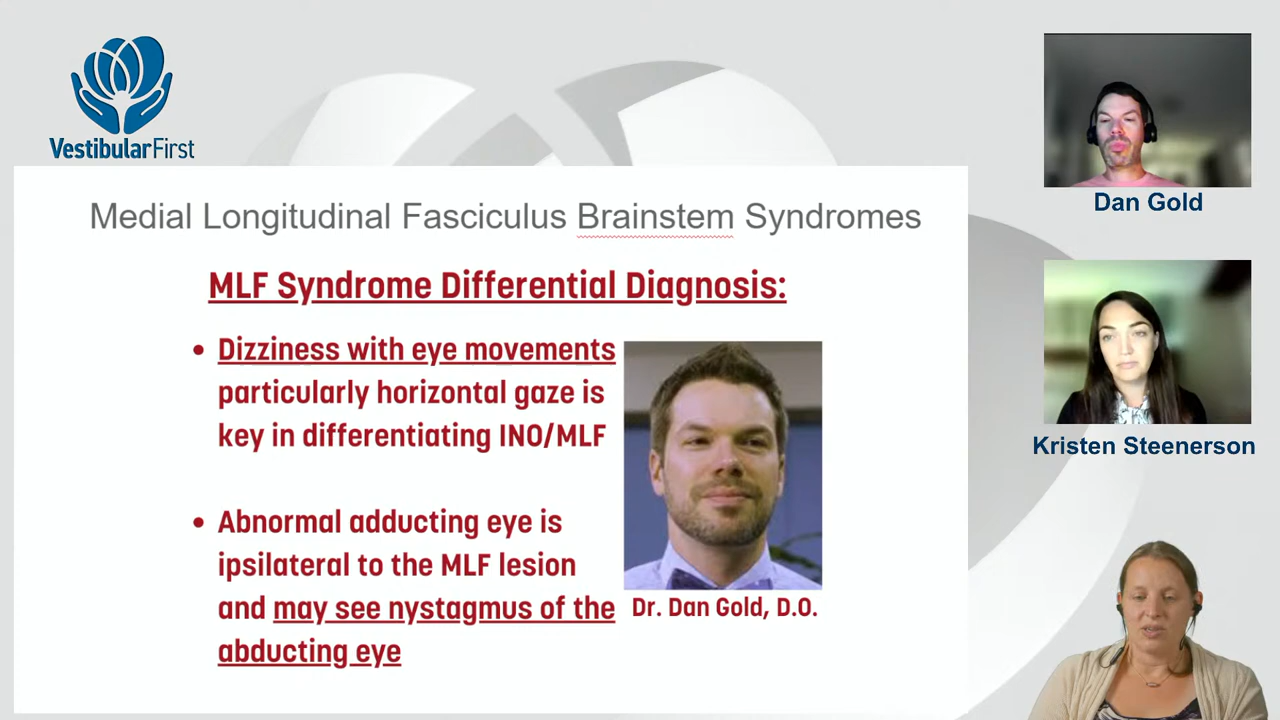 VestibularFirst
Medial Longitudinal Fasciculus Brainstem Syndromes
MLF Syndrome Differential Diagnosis:
• Dizziness with eye movements
particularly horizontal gaze is
key in differentiating INO/MLF
• Abnormal adducting eye is
ipsilateral to the MLF lesion
and may see nystagmus of the
abducting eye
Dr. Dan Gold, D.O.
Dan Gold
Kristen Steenerson